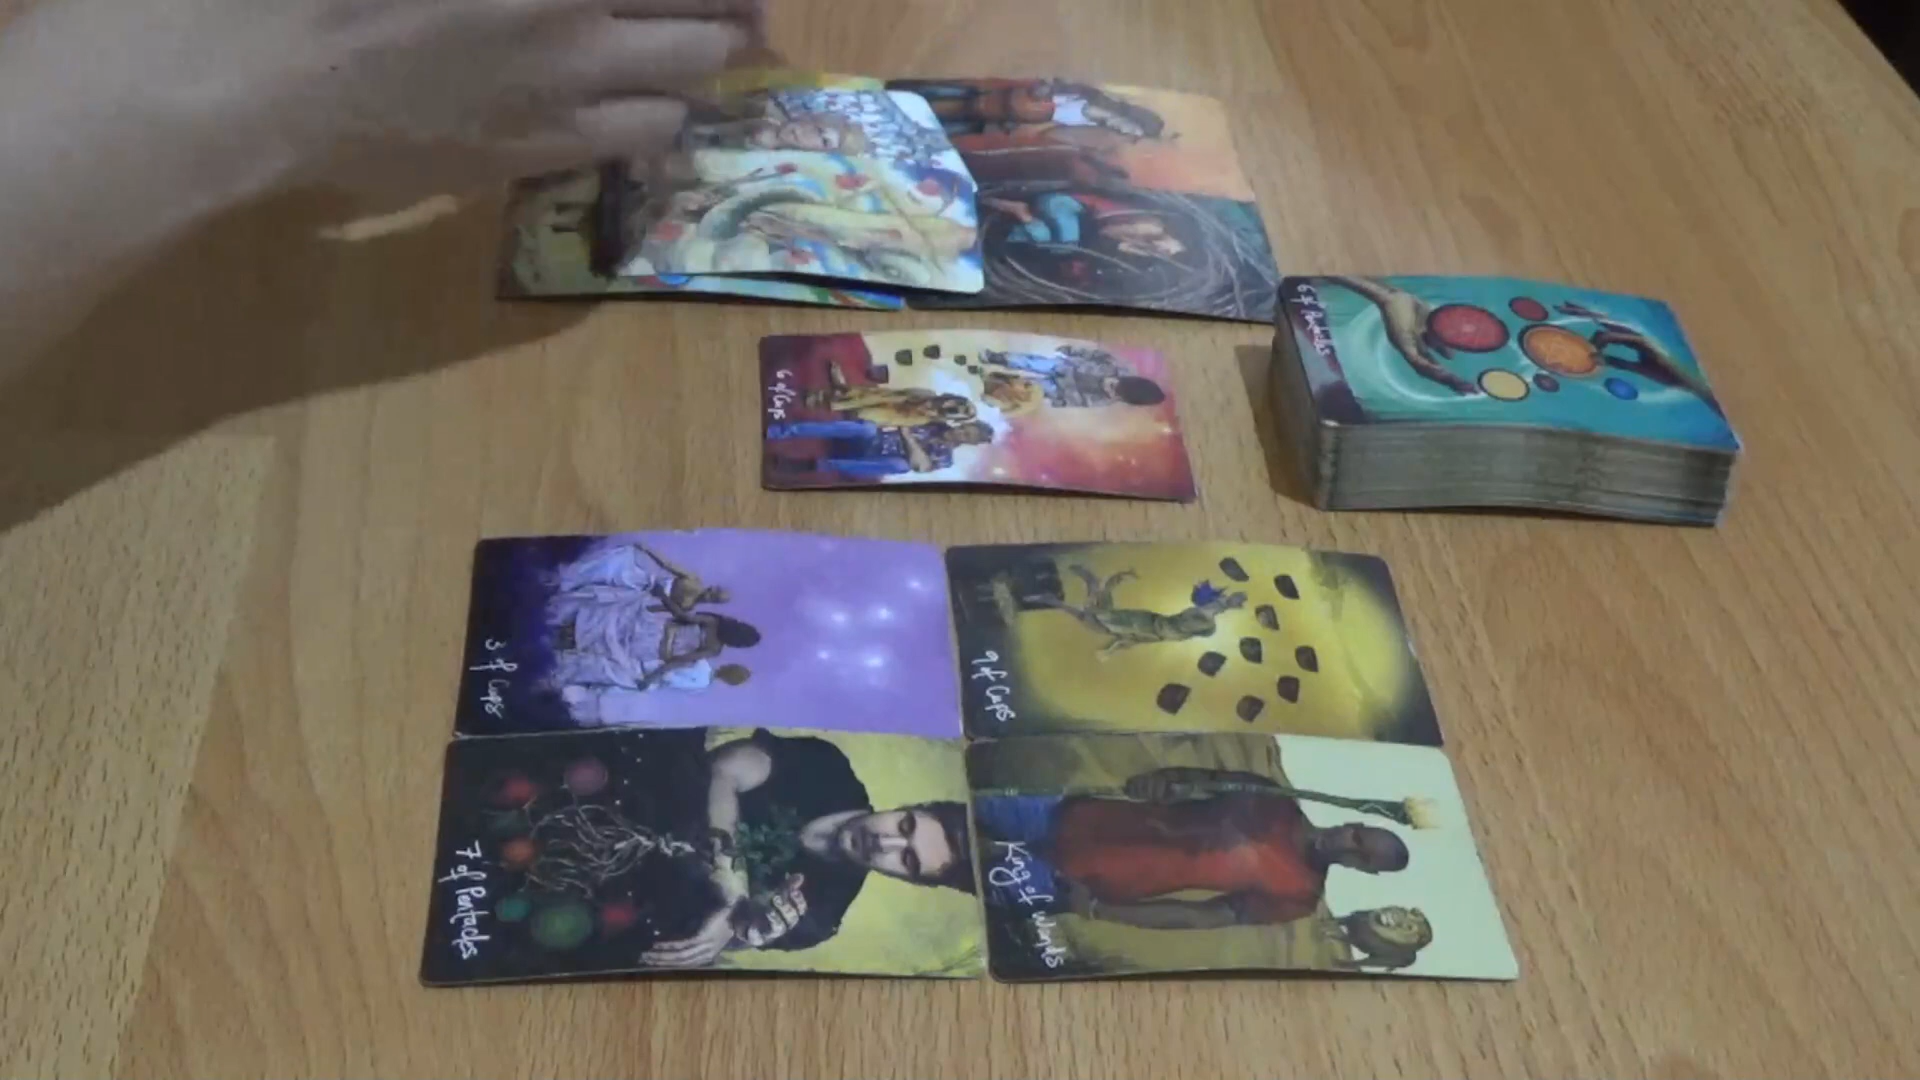 6 of Pentacles
6 of Cups
3 of Cups
9 of Cups
7 of Pentacles
King of Wands